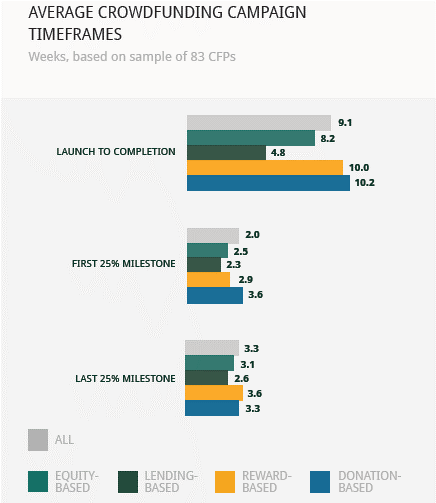 AVERAGE CROWDFUNDING CAMPAIGN
TIMEFRAMES
Weeks, based on sample of 83 CFPs
LAUNCH TO COMPLETION
9.1
8.2
4.8
10.0
10.2
FIRST 25% MILESTONE
2.0
2.5
2.3
2.9
3.6
LAST 25% MILESTONE
3.3
3.1
2.6
3.6
3.3
ALL
EQUITY-
BASED
LENDING-
BASED
REWARD-
BASED
DONATION-
BASED